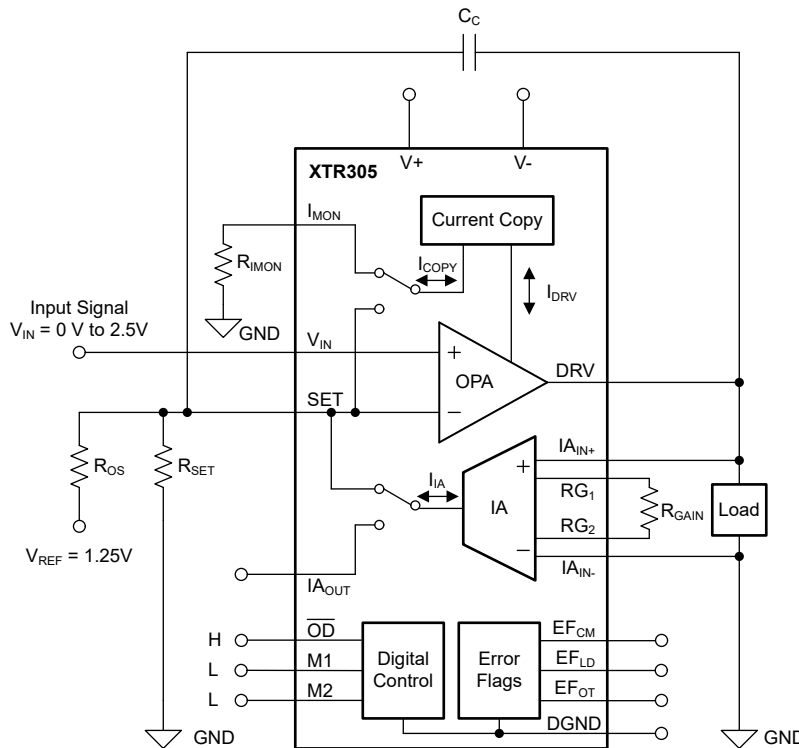 C_C
V+ V-
XTR305
I_MON
Current Copy
R_IMON
I_COPY
I_DRV
Input Signal
V_IN = 0 V to 2.5V
GND
V_IN
+
OPA
DRV
SET
−
IA_IN+
R_OS
R_SET
I_IA
+
IA
RG_1
R_GAIN
Load
RG_2
−
V_REF = 1.25V
IA_IN-
IA_OUT
H
O̅D̅
EF_CM
L
M1
Digital
Control
Error
Flags
EF_LD
L
M2
EF_OT
GND
DGND
GND